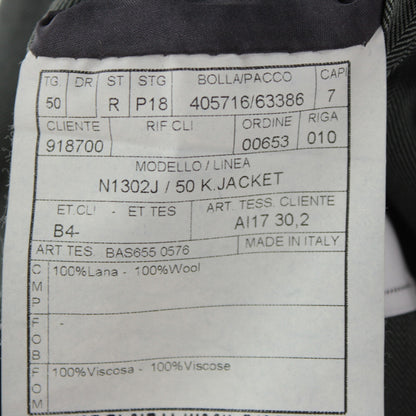 TG. DR ST STG BOLLA/PACCO CAPI
50 R P18 405716/63386 7
CLIENTE RIF CLI ORDINE RIGA
918700 00653 010
MODELLO / LINEA
N1302J / 50 K.JACKET
ET.CLI - ET TES ART. TESS. CLIENTE
B4- AI17 30,2
ART TES BAS655 0576 MADE IN ITALY
CMP 100%Lana - 100%Wool
FOB
FOM 100%Viscosa - 100%Viscose